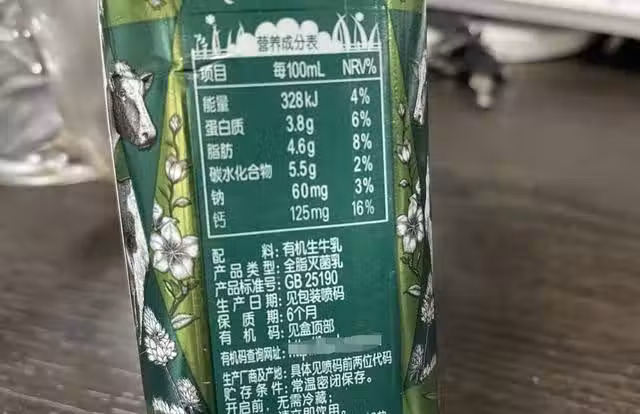 营养成分表
项目 每100mL NRV%
能量 328kJ 4%
蛋白质 3.8g 6%
脂肪 4.6g 8%
碳水化合物 5.5g 2%
钠 60mg 3%
钙 125mg 16%
配料:有机生牛乳
产品类型:全脂灭菌乳
产品标准号:GB 25190
生产日期:见包装喷码
保质期:6个月
有机码:见盒顶部
有机码查询网址:
生产厂商及产地:具体见喷码前两位代码
贮存条件:常温密闭保存。
开启前,无需冷藏;